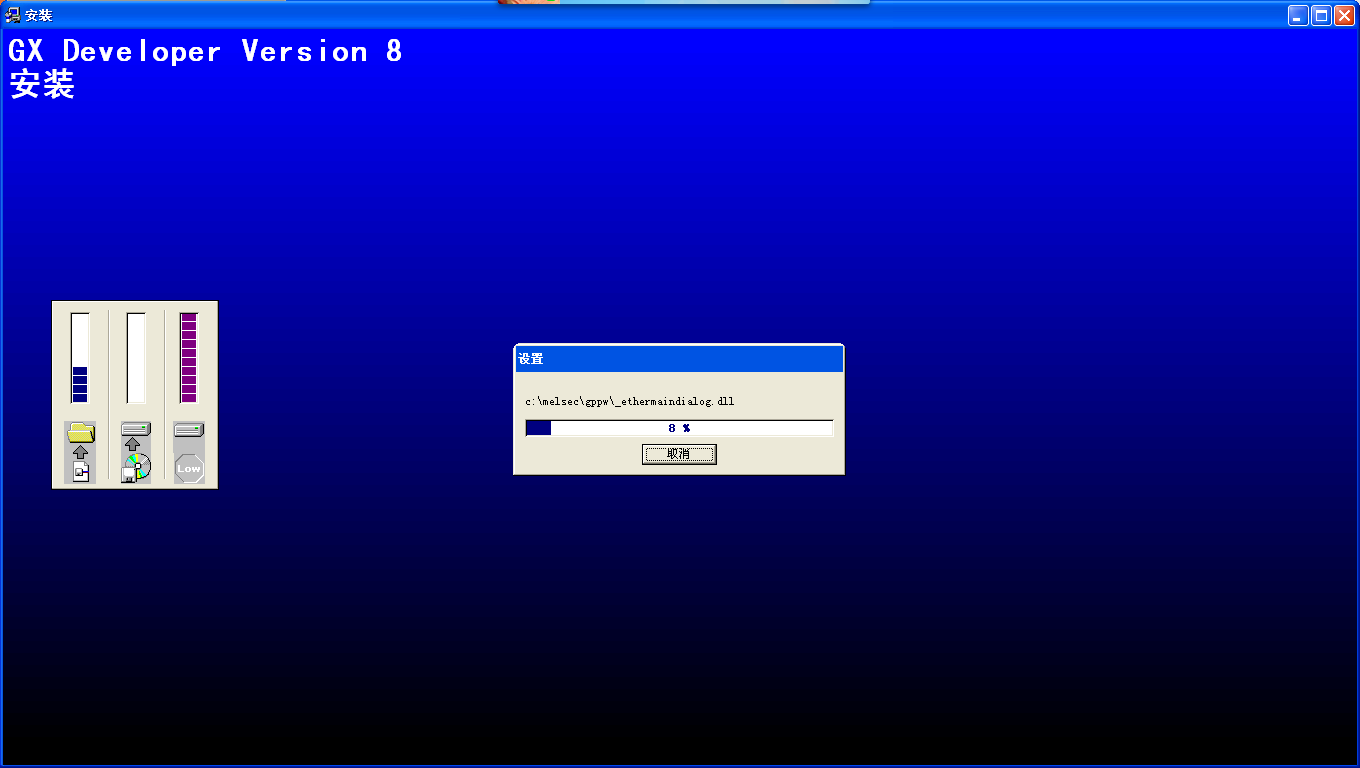 安装
GX Developer Version 8
安装
设置
c:\melsec\gppw\_ethermaindialog.dll
8 %
取消
Low